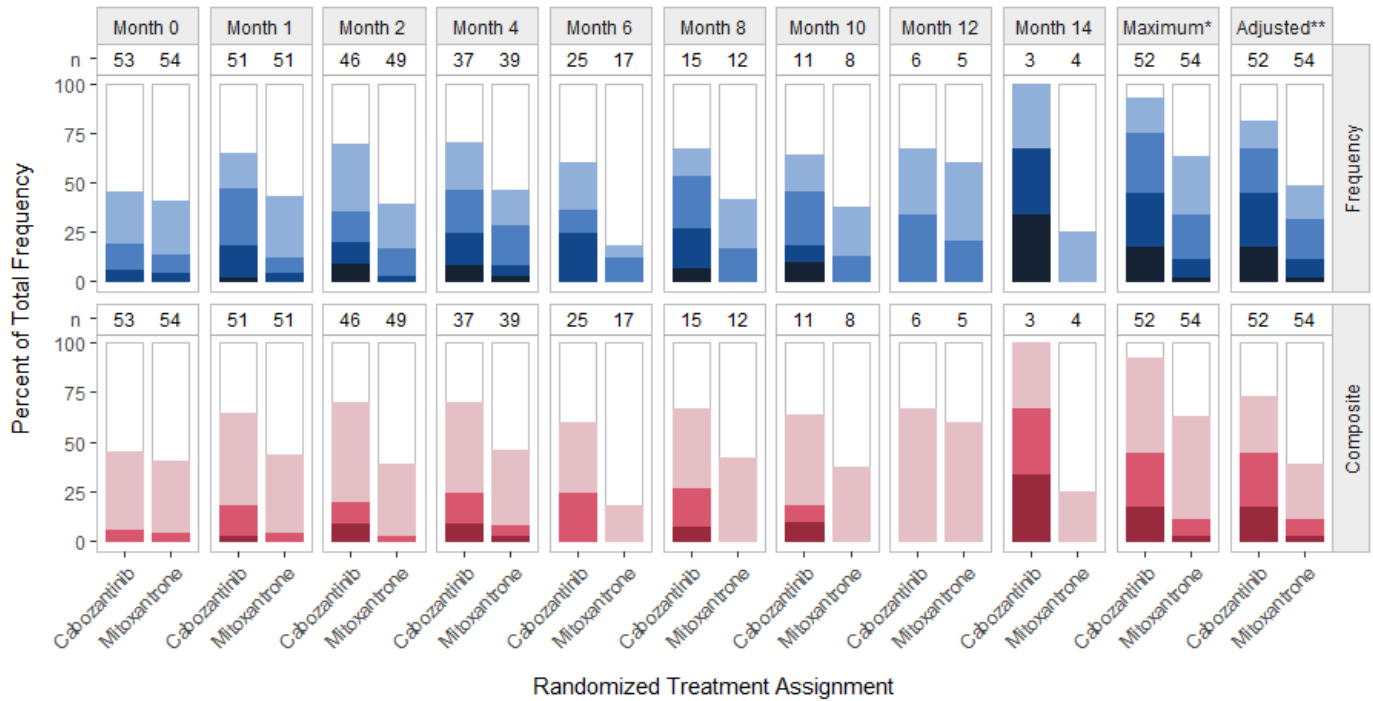 Month 0 Month 1 Month 2 Month 4 Month 6 Month 8 Month 10 Month 12 Month 14 Maximum* Adjusted**
n 53 54 51 51 46 49 37 39 25 17 15 12 11 8 6 5 3 4 52 54 52 54
100
75
50
25
0
Frequency
Percent of Total Frequency
n 53 54 51 51 46 49 37 39 25 17 15 12 11 8 6 5 3 4 52 54 52 54
100
75
50
25
0
Composite
Cabozantinib Mitoxantrone Cabozantinib Mitoxantrone Cabozantinib Mitoxantrone Cabozantinib Mitoxantrone Cabozantinib Mitoxantrone Cabozantinib Mitoxantrone Cabozantinib Mitoxantrone Cabozantinib Mitoxantrone Cabozantinib Mitoxantrone Cabozantinib Mitoxantrone Cabozantinib Mitoxantrone
Randomized Treatment Assignment